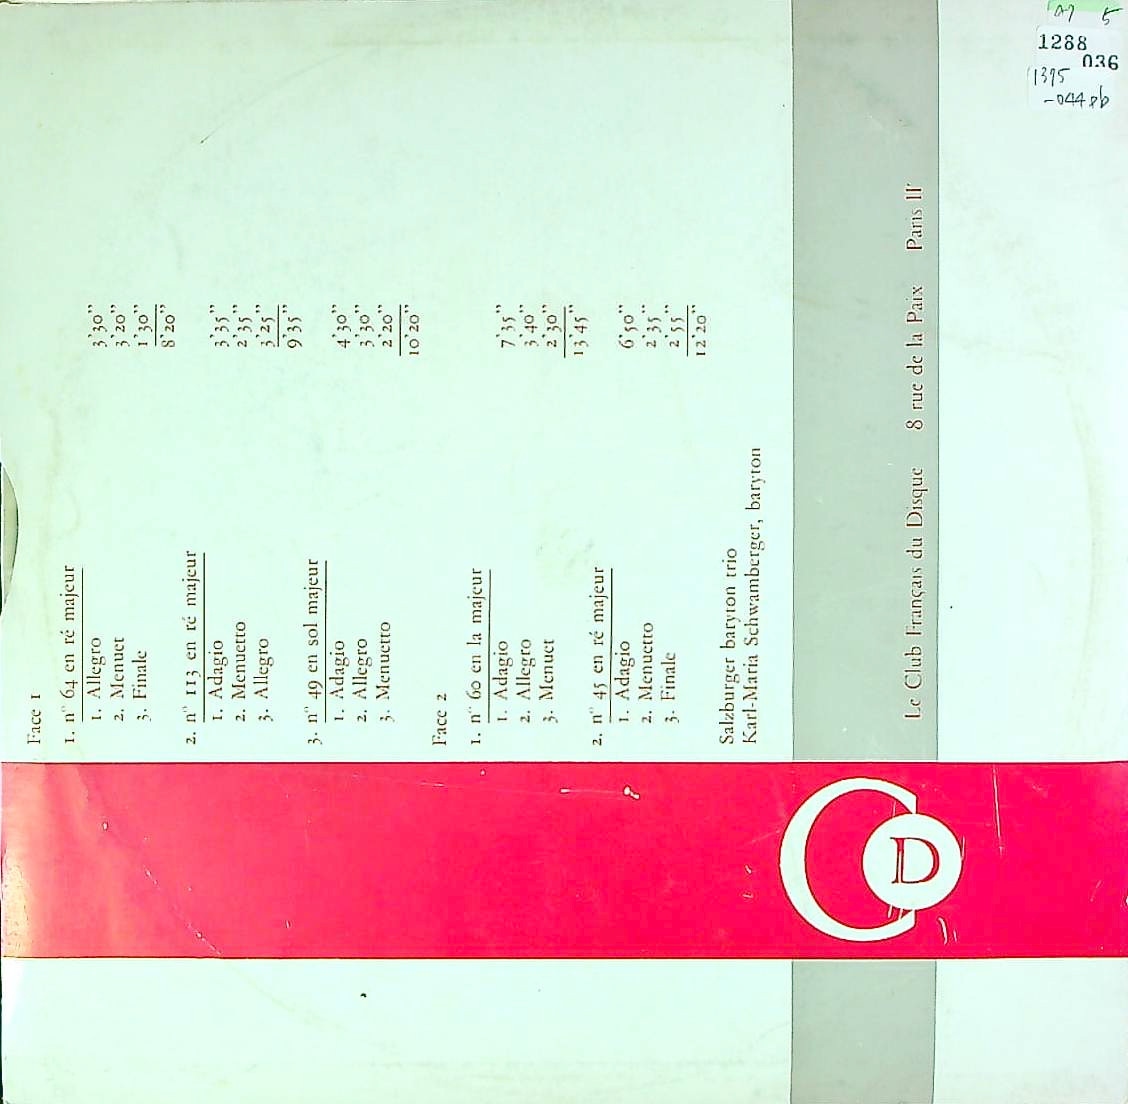 Face 1
1. n° 64 en ré majeur
1. Allegro 3'30"
2. Menuet 3'20"
3. Finale 1'30"
8'20"
2. n° 113 en ré majeur
1. Adagio 3'35"
2. Menuetto 2'35"
3. Allegro 3'25"
9'35"
3. n° 49 en sol majeur
1. Adagio 4'30"
2. Allegro 3'30"
3. Menuetto 2'20"
10'20"
Face 2
1. n° 60 en la majeur
1. Adagio 7'35"
2. Allegro 3'40"
3. Menuet 2'30"
13'45"
2. n° 45 en ré majeur
1. Adagio 6'50"
2. Menuetto 2'35"
3. Finale 2'55"
12'20"
Salzburger baryton trio
Karl-Maria Schwamberger, baryton
Le Club Français du Disque 8 rue de la Paix Paris IIe
CD
5
1288
036
1395